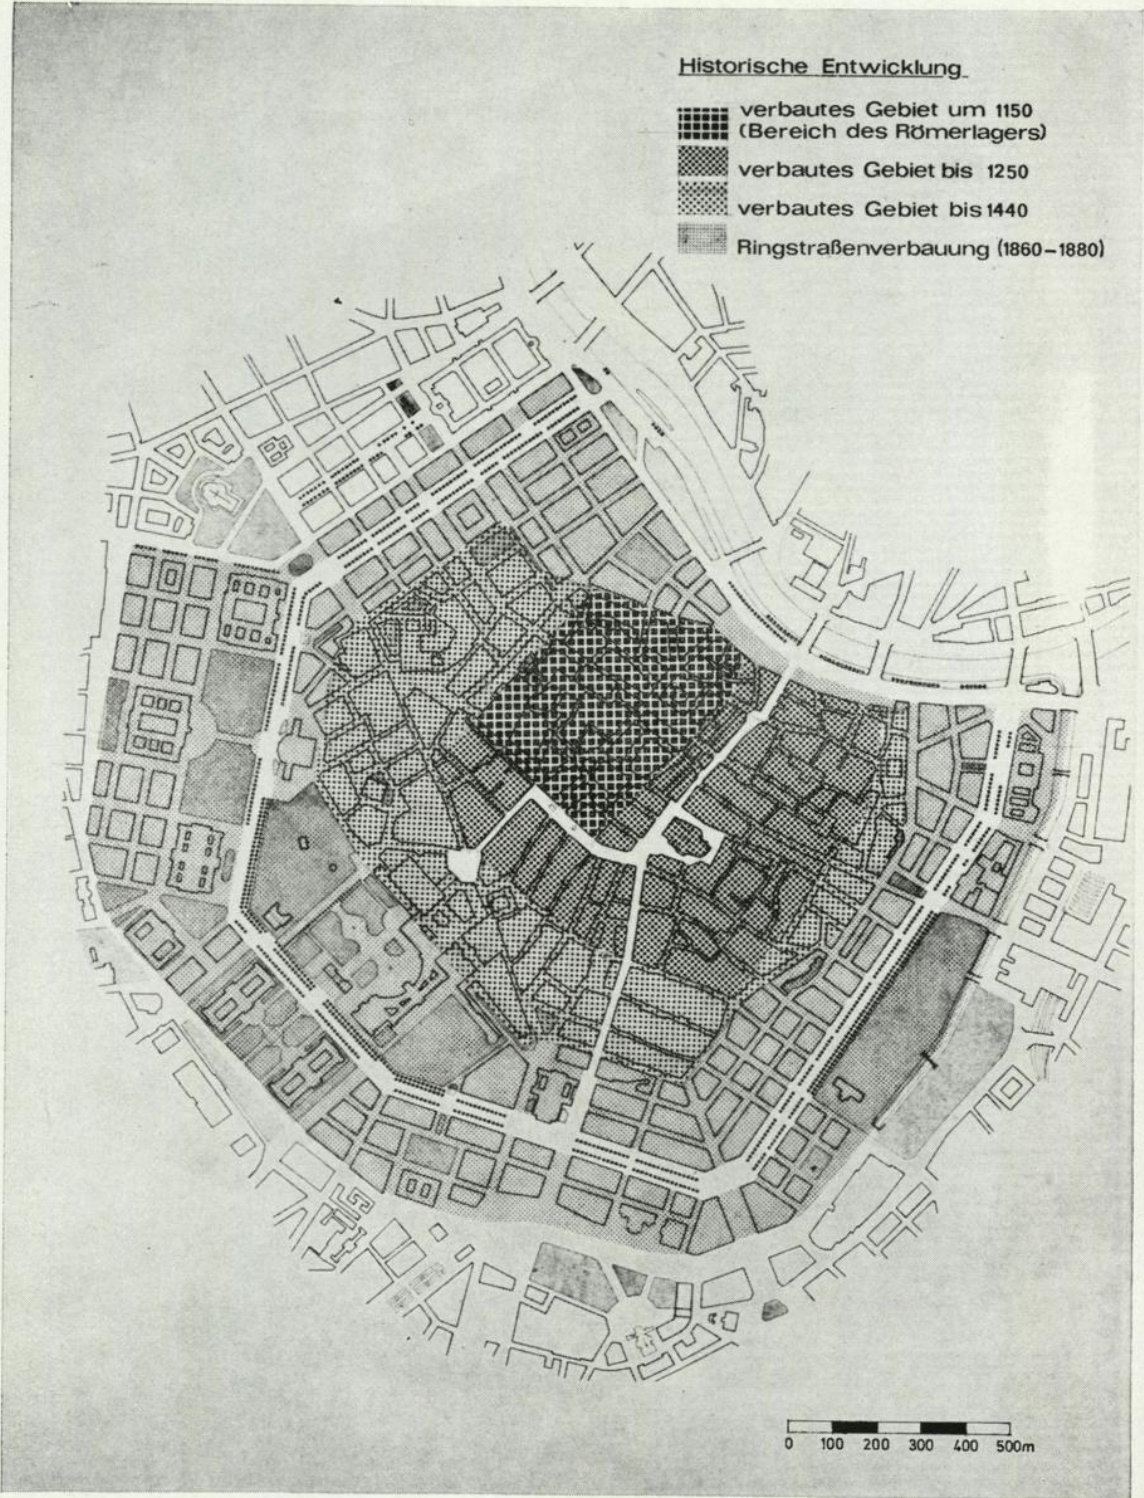 Historische Entwicklung
verbautes Gebiet um 1150
(Bereich des Römerlagers)
verbautes Gebiet bis 1250
verbautes Gebiet bis 1440
Ringstraßenverbauung (1860–1880)
0 100 200 300 400 500m